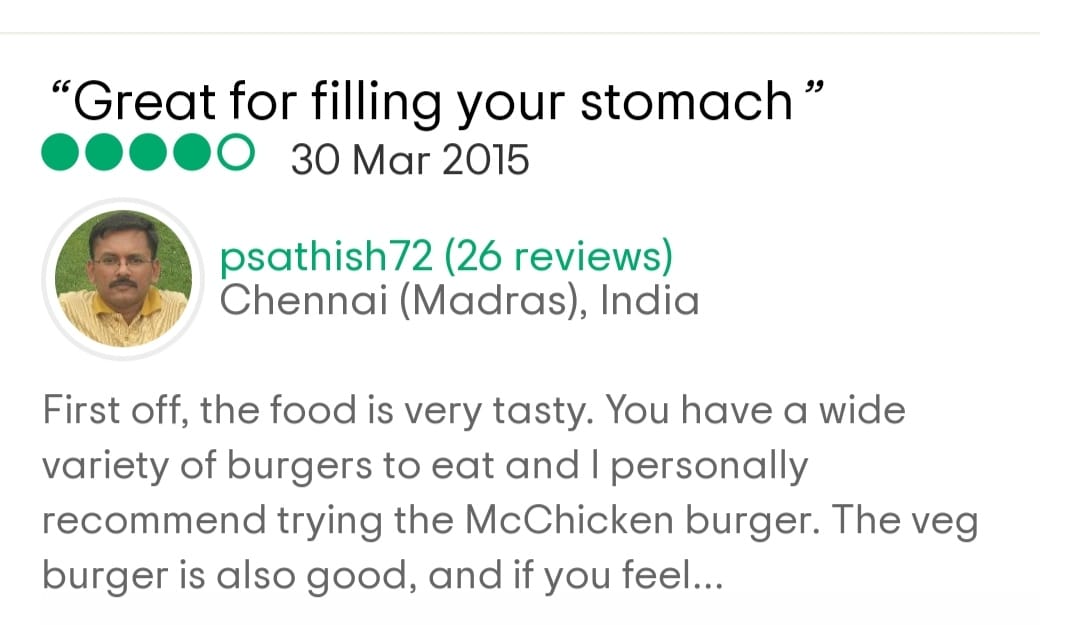 “Great for filling your stomach ”
30 Mar 2015
psathish72 (26 reviews)
Chennai (Madras), India
First off, the food is very tasty. You have a wide
variety of burgers to eat and I personally
recommend trying the McChicken burger. The veg
burger is also good, and if you feel...